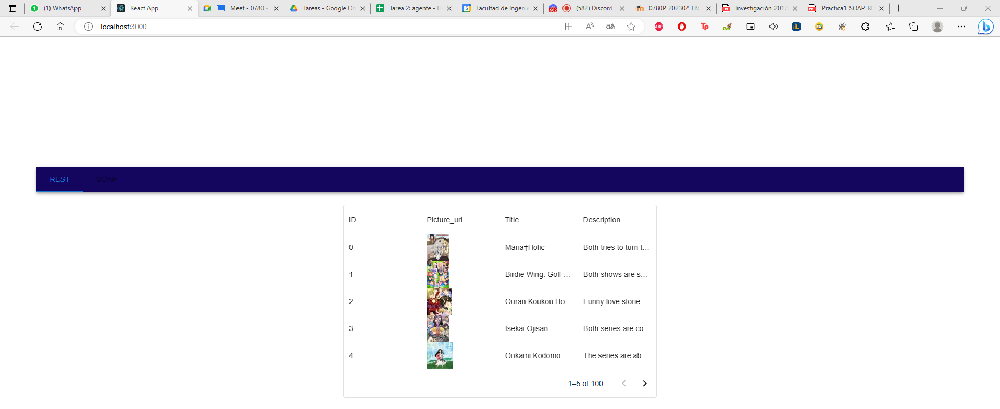 (1) WhatsApp
React App
Meet - 0780 -
Tareas - Google Dri
Tarea 2: agente - H
Facultad de Ingenie
(582) Discord
0780P_202302_LB:
Investigación_2017
Practica1_SOAP_RE
localhost:3000
REST SOAP
ID Picture_url Title Description
0 Maria†Holic Both tries to turn t...
1 Birdie Wing: Golf ... Both shows are s...
2 Ouran Koukou Ho... Funny love storie...
3 Isekai Ojisan Both series are co...
4 Ookami Kodomo ... The series are ab...
1–5 of 100